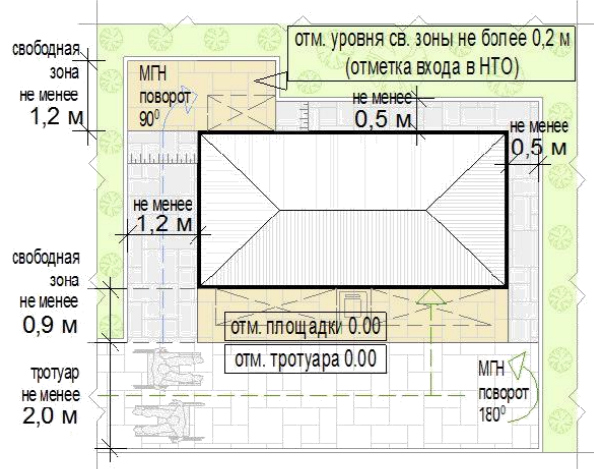 отм. уровня св. зоны не более 0,2 м
(отметка входа в НТО)
свободная
зона
не менее
1,2 м
МГН
поворот
90⁰
не менее
0,5 м
не менее
0,5 м
не менее
1,2 м
свободная
зона
не менее
0,9 м
отм. площадки 0.00
отм. тротуара 0.00
тротуар
не менее
2,0 м
МГН
поворот
180⁰